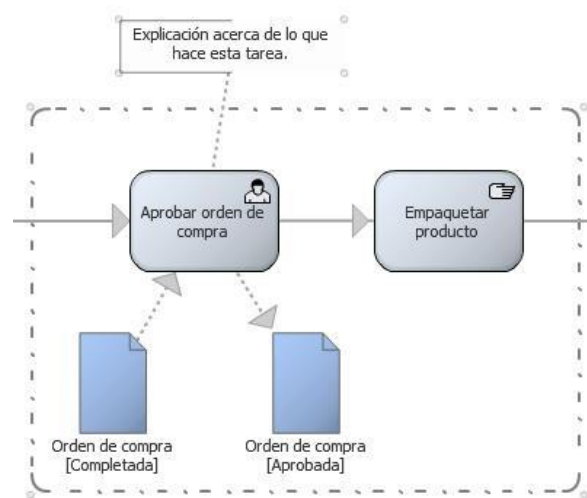 Explicación acerca de lo que
hace esta tarea.
Aprobar orden de
compra
Empaquetar
producto
Orden de compra
[Completada]
Orden de compra
[Aprobada]